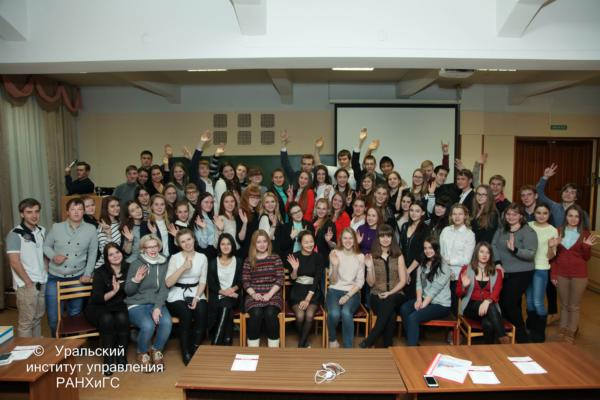 © Уральский
институт управления
РАНХиГС